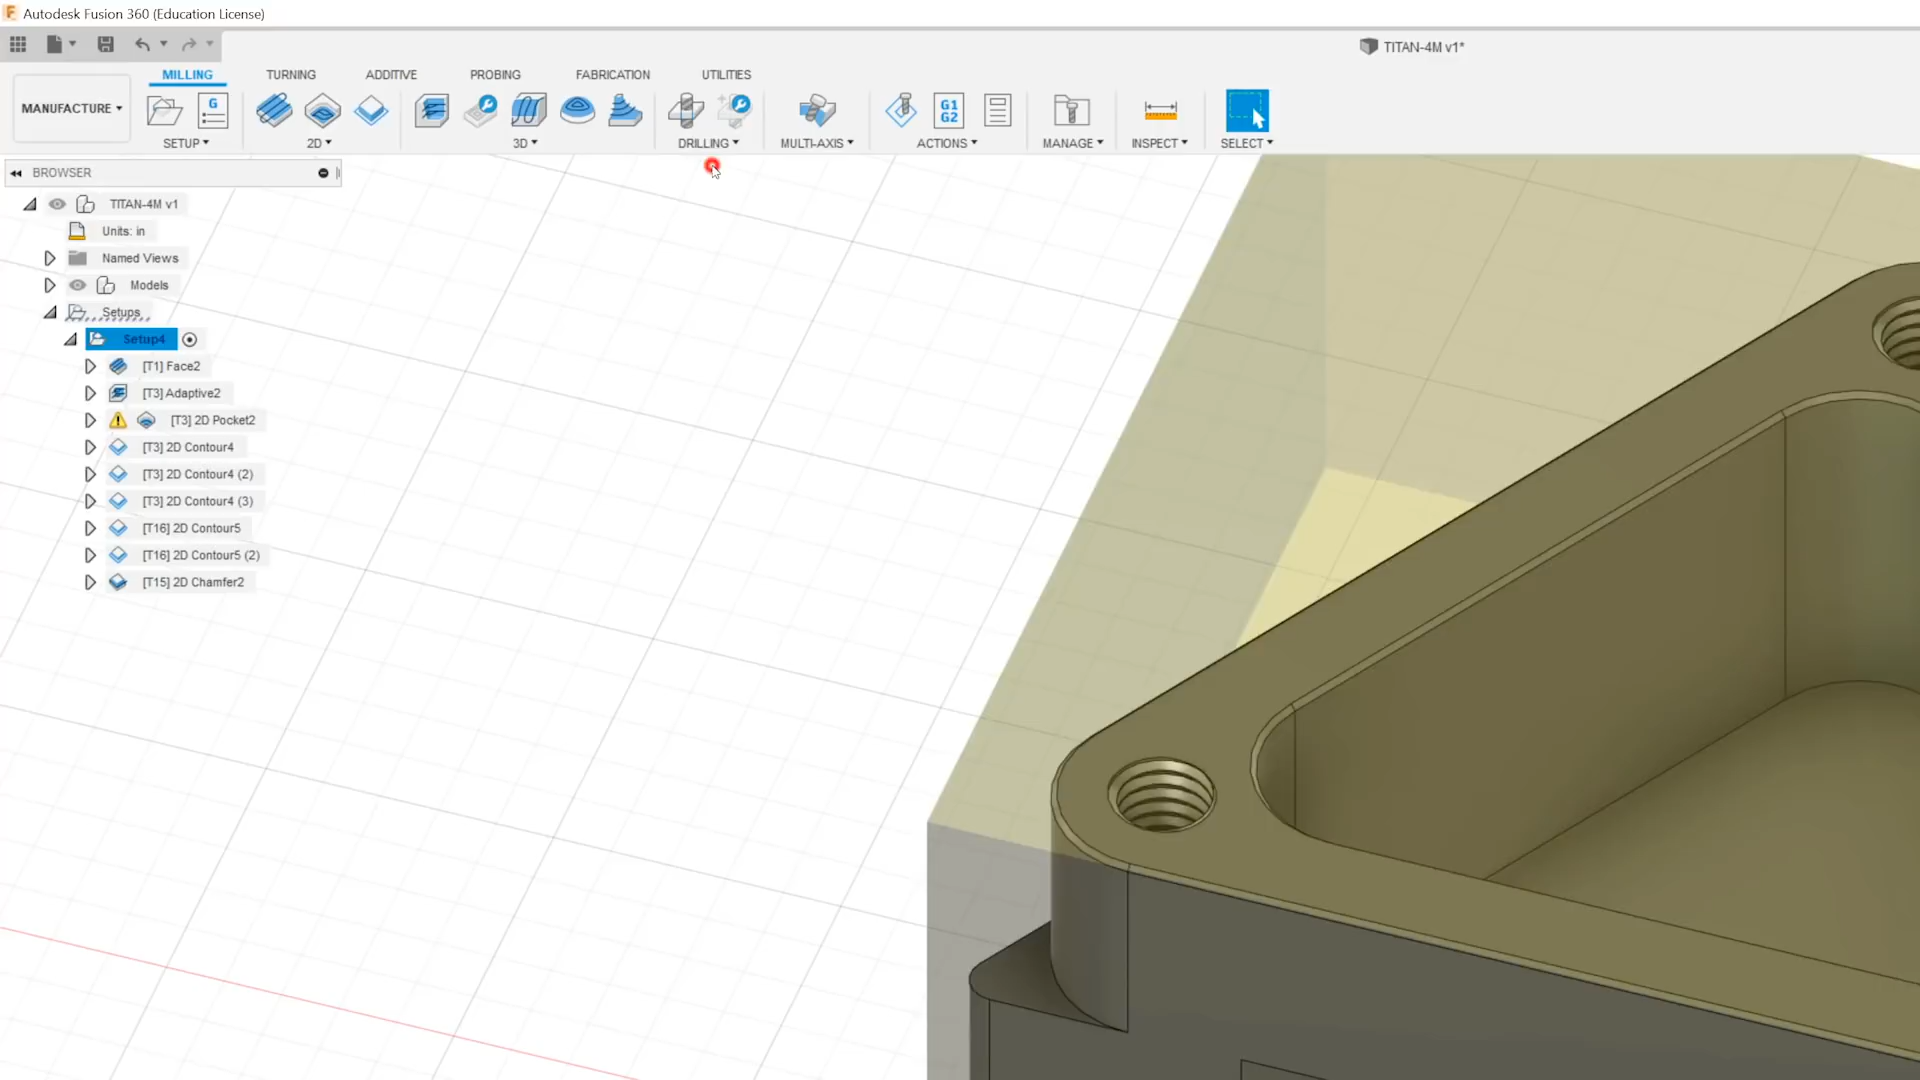 Autodesk Fusion 360 (Education License)
TITAN-4M v1*
MILLING TURNING ADDITIVE PROBING FABRICATION UTILITIES
MANUFACTURE
G
G1
G2
SETUP 2D 3D DRILLING MULTI-AXIS ACTIONS MANAGE INSPECT SELECT
BROWSER
TITAN-4M v1
Units: in
Named Views
Models
Setups
Setup4
[T1] Face2
[T3] Adaptive2
[T3] 2D Pocket2
[T3] 2D Contour4
[T3] 2D Contour4 (2)
[T3] 2D Contour4 (3)
[T16] 2D Contour5
[T16] 2D Contour5 (2)
[T15] 2D Chamfer2